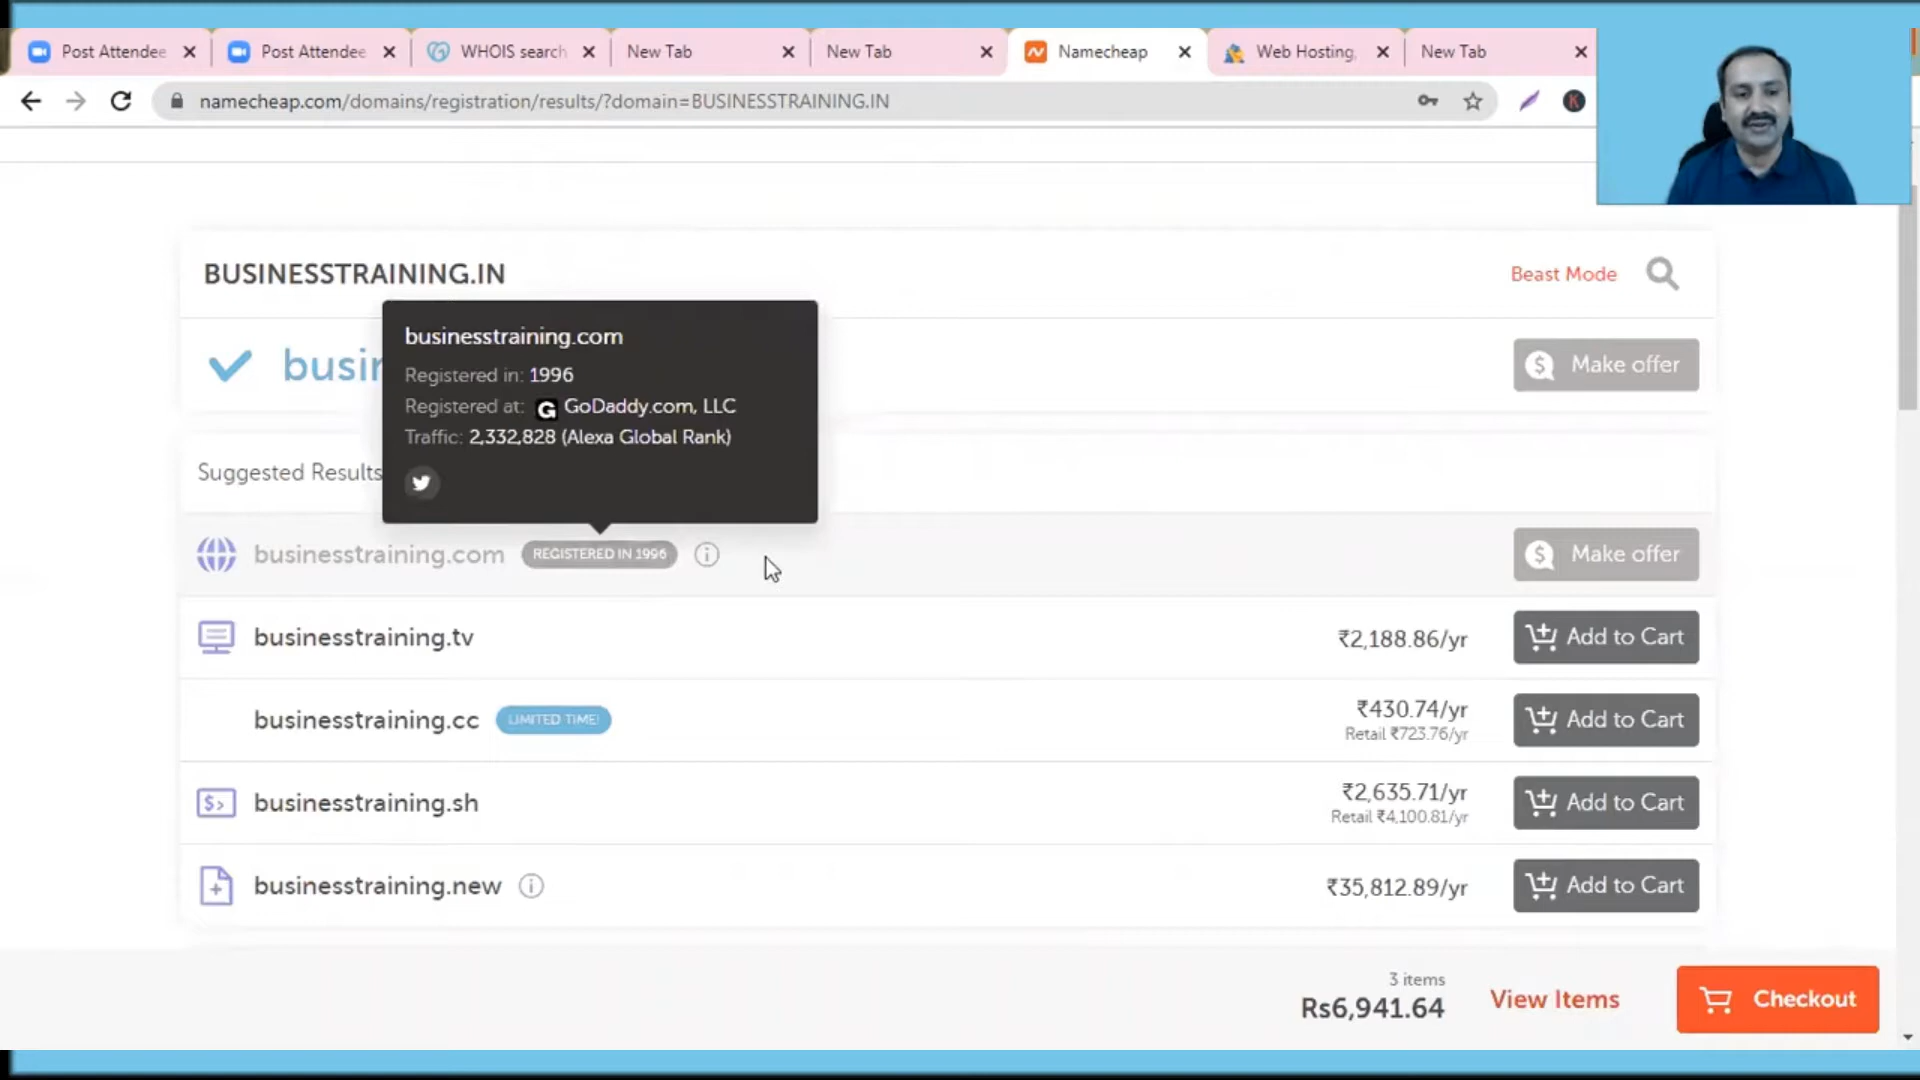 Post Attendee
Post Attendee
WHOIS search
New Tab
New Tab
Namecheap
Web Hosting,
New Tab
namecheap.com/domains/registration/results/?domain=BUSINESSTRAINING.IN
K
BUSINESSTRAINING.IN
Beast Mode
businesstraining.com
Registered in: 1996
Registered at: G GoDaddy.com, LLC
Traffic: 2,332,828 (Alexa Global Rank)
busin
$ Make offer
Suggested Results
businesstraining.com REGISTERED IN 1996 i
$ Make offer
businesstraining.tv
₹2,188.86/yr
Add to Cart
businesstraining.cc LIMITED TIME!
₹430.74/yr
Retail ₹723.76/yr
Add to Cart
$> businesstraining.sh
₹2,635.71/yr
Retail ₹4,100.81/yr
Add to Cart
businesstraining.new i
₹35,812.89/yr
Add to Cart
3 items
Rs6,941.64
View Items
Checkout